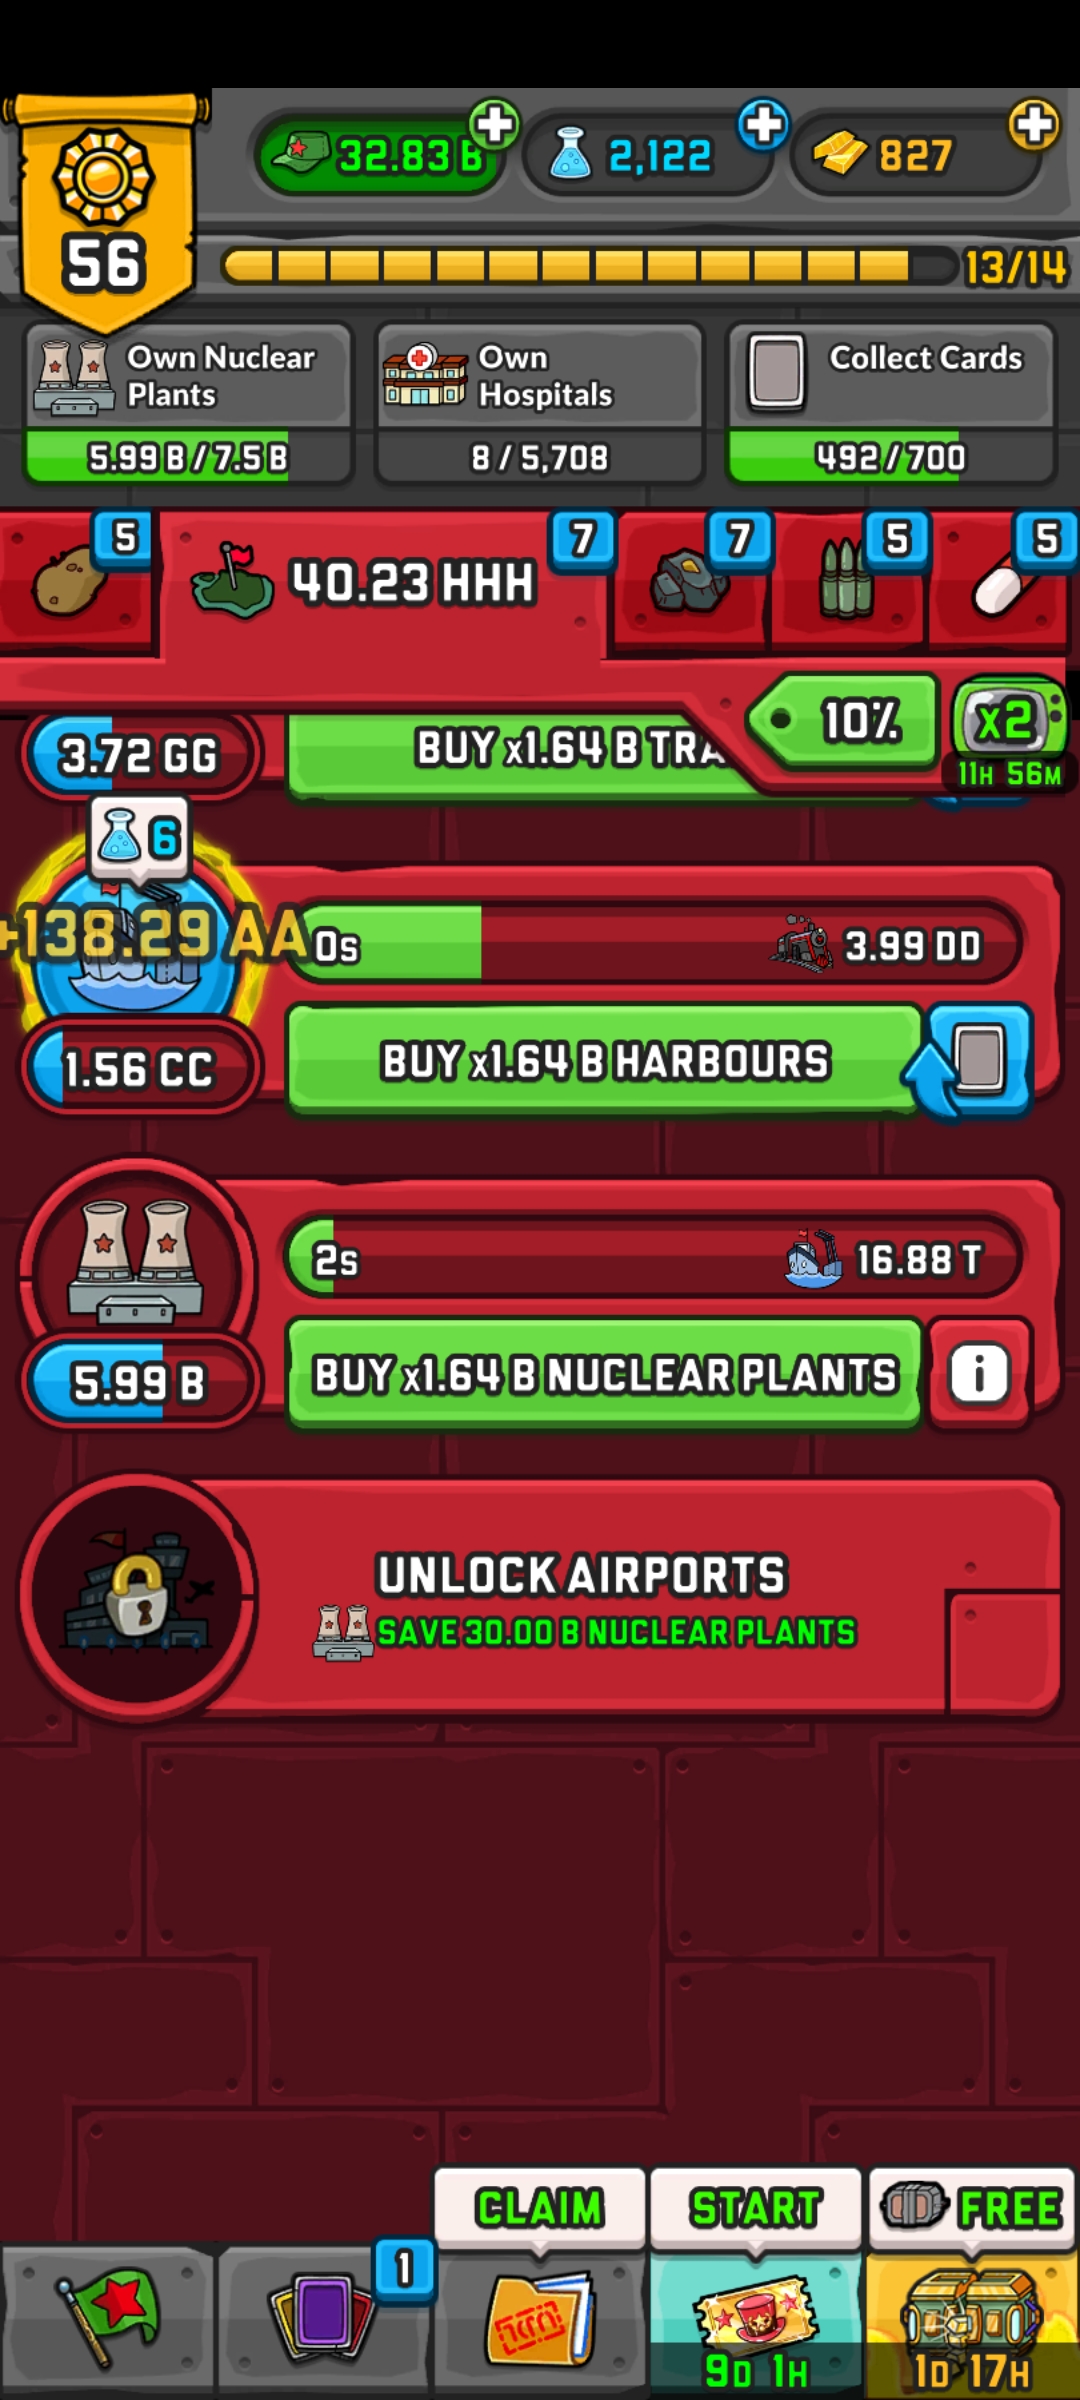 32.83 B
2,122
827
56
13/14
Own Nuclear
Plants
5.99 B / 7.5 B
Own
Hospitals
8 / 5,708
Collect Cards
492 / 700
5
40.23 HHH
7
7
5
5
10%
x2
11H 56M
3.72 GG
BUY x1.64 B TRA
6
+138.29 AA
0s
3.99 DD
1.56 CC
BUY x1.64 B HARBOURS
2s
16.88 T
5.99 B
BUY x1.64 B NUCLEAR PLANTS
i
UNLOCK AIRPORTS
SAVE 30.00 B NUCLEAR PLANTS
CLAIM
START
FREE
1
9D 1H
1D 17H